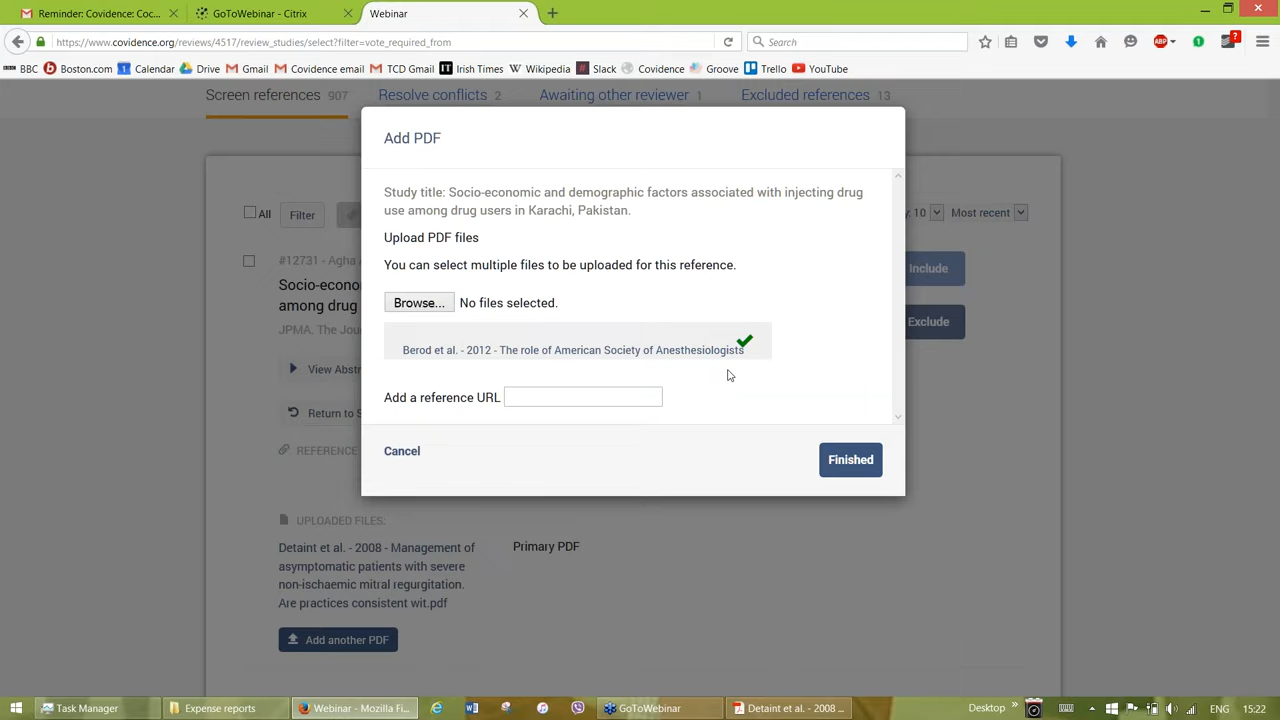 Reminder: Covidence: Coc...
GoToWebinar - Citrix
Webinar
https://www.covidence.org/reviews/4517/review_studies/select?filter=vote_required_from
Search
ABP
1
7
BBC Boston.com Calendar Drive Gmail Covidence email TCD Gmail Irish Times Wikipedia Slack Covidence Groove Trello YouTube
Screen references 907 Resolve conflicts 2 Awaiting other reviewer 1 Excluded references 13
Add PDF
Study title: Socio-economic and demographic factors associated with injecting drug
use among drug users in Karachi, Pakistan.
All Filter
: 10 Most recent
Upload PDF files
You can select multiple files to be uploaded for this reference.
#12731 - Agha
Include
Socio-econo
among drug
Browse... No files selected.
Exclude
JPMA. The Jour
Berod et al. - 2012 - The role of American Society of Anesthesiologists
View Abstr
Add a reference URL
Return to S
REFERENCE
Cancel
Finished
UPLOADED FILES:
Detaint et al. - 2008 - Management of
asymptomatic patients with severe
non-ischaemic mitral regurgitation.
Are practices consistent wit.pdf
Primary PDF
Add another PDF
Task Manager Expense reports Webinar - Mozilla Fi... GoToWebinar Detaint et al. - 2008 ... Desktop ENG 15:22